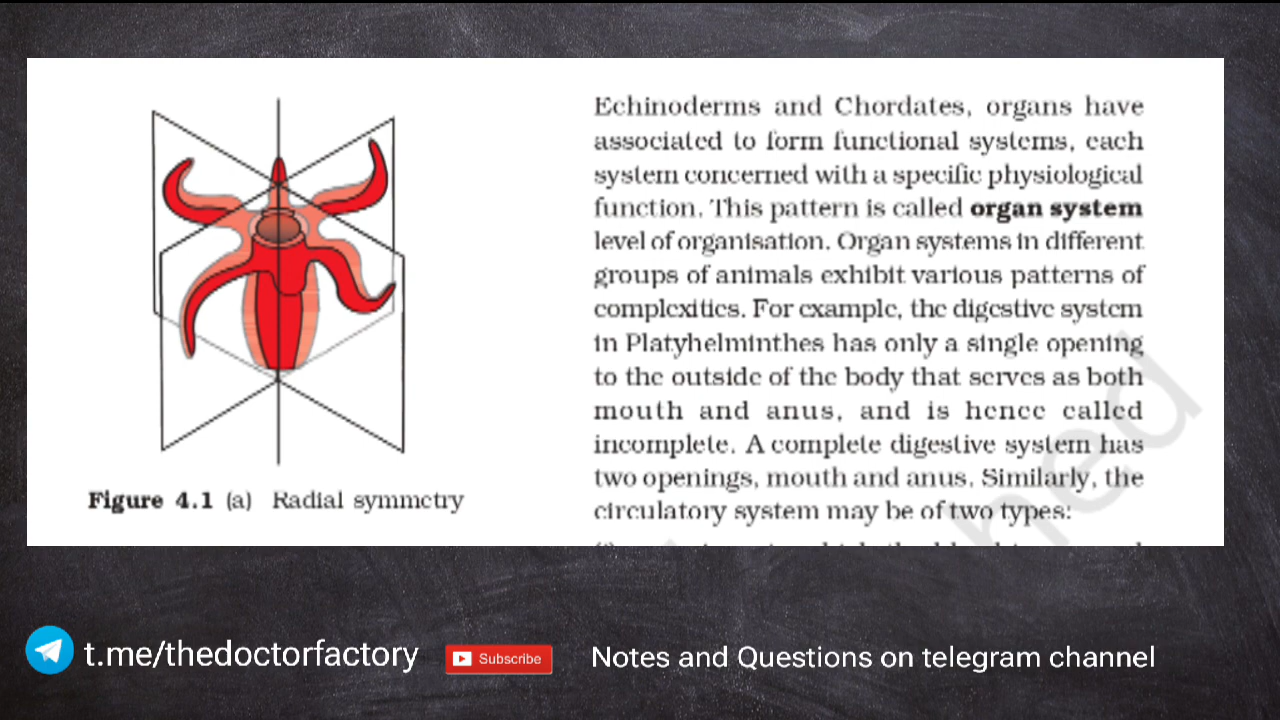 Echinoderms and Chordates, organs have
associated to form functional systems, each
system concerned with a specific physiological
function. This pattern is called organ system
level of organisation. Organ systems in different
groups of animals exhibit various patterns of
complexities. For example, the digestive system
in Platyhelminthes has only a single opening
to the outside of the body that serves as both
mouth and anus, and is hence called
incomplete. A complete digestive system has
two openings, mouth and anus. Similarly, the
circulatory system may be of two types:
Figure 4.1 (a) Radial symmetry
t.me/thedoctorfactory
Subscribe
Notes and Questions on telegram channel